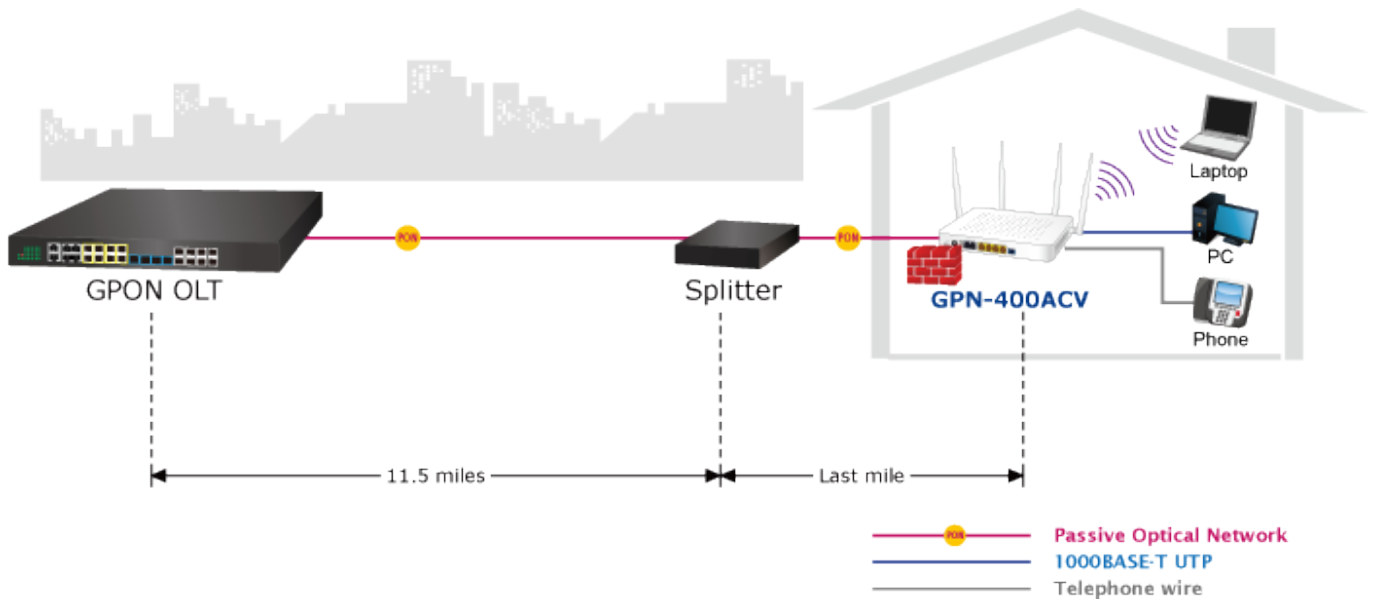 Laptop
PON
PON
PC
GPON OLT
Splitter
GPN-400ACV
Phone
11.5 miles
Last mile
PON
Passive Optical Network
1000BASE-T UTP
Telephone wire